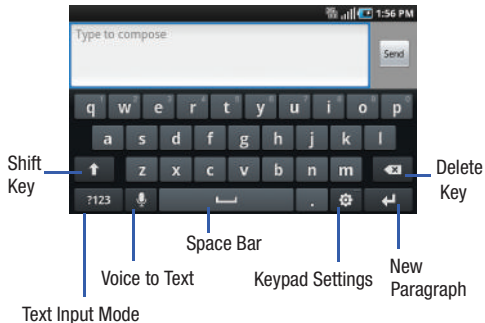 1:56 PM
Type to compose
Send
q w e r t y u i o p
a s d f g h j k l
Shift Key
z x c v b n m
Delete Key
?123
.
Space Bar
Voice to Text
Keypad Settings
New Paragraph
Text Input Mode